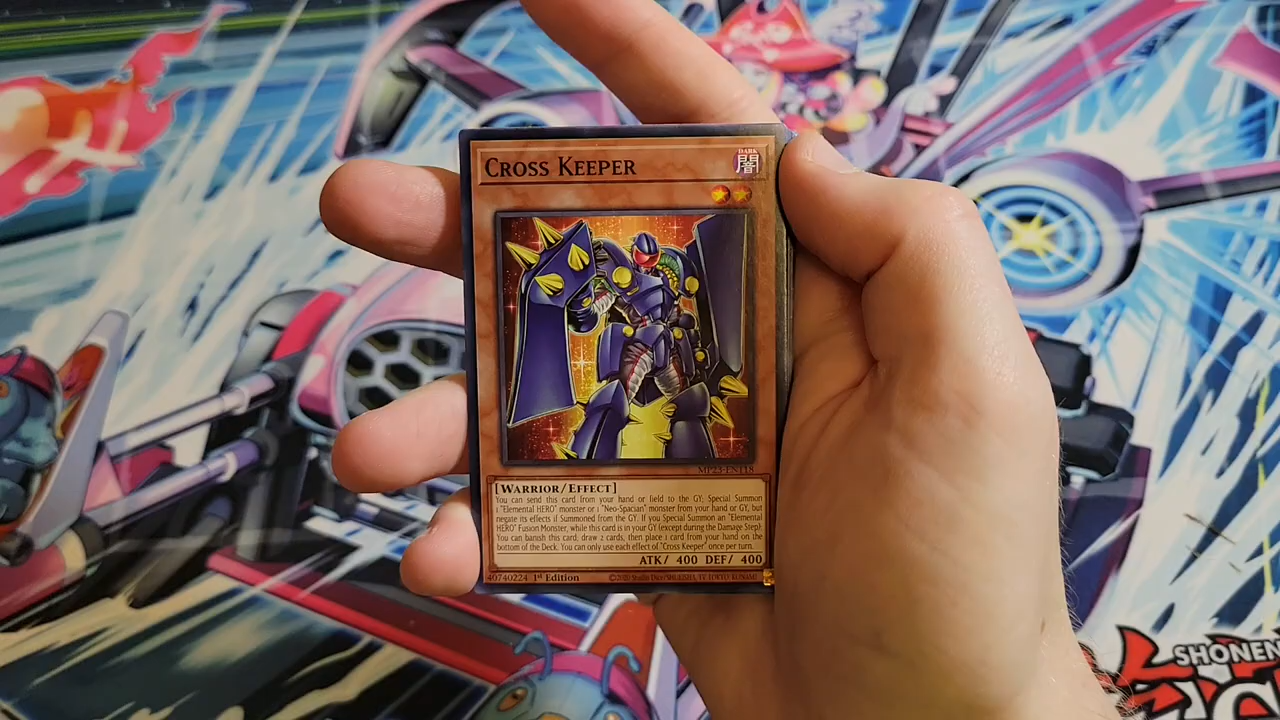 CROSS KEEPER
DARK
闇
MP23-EN118
[WARRIOR/EFFECT]
You can send this card from your hand or field to the GY; Special Summon
1 "Elemental HERO" monster or 1 "Neo-Spacian" monster from your hand or GY, but
negate its effects if Summoned from the GY. If you Special Summon an "Elemental
HERO" Fusion Monster, while this card is in your GY (except during the Damage Step):
You can banish this card; draw 2 cards, then place 1 card from your hand on the
bottom of the Deck. You can only use each effect of "Cross Keeper" once per turn.
ATK/ 400 DEF/ 400
40740224 1st Edition ©2020 Studio Dice/SHUEISHA, TV TOKYO, KONAMI
SHONEN